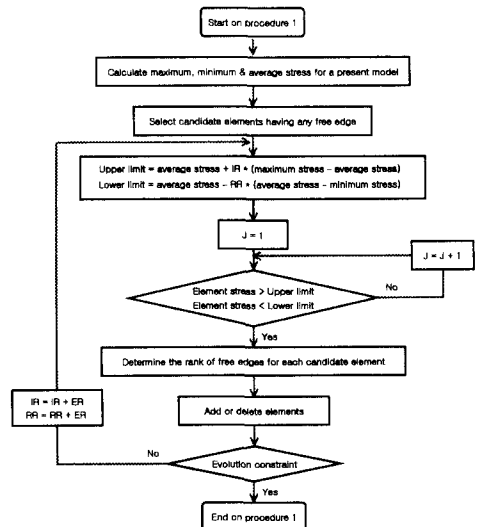 Start on procedure 1
Calculate maximum, minimum & average stress for a present model
Select candidate elements having any free edge
Upper limit = average stress + IR * (maximum stress - average stress)
Lower limit = average stress - RR * (average stress - minimum stress)
J = 1
J = J + 1
Element stress > Upper limit
Element stress < Lower limit
No
Yes
Determine the rank of free edges for each candidate element
IR = IR + ER
RR = RR + ER
Add or delete elements
No
Evolution constraint
Yes
End on procedure 1